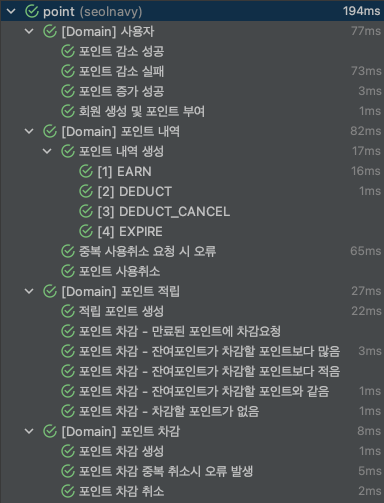 point (seolnavy) 194ms
[Domain] 사용자 77ms
포인트 감소 성공
포인트 감소 실패 73ms
포인트 증가 성공 3ms
회원 생성 및 포인트 부여 1ms
[Domain] 포인트 내역 82ms
포인트 내역 생성 17ms
[1] EARN 16ms
[2] DEDUCT 1ms
[3] DEDUCT_CANCEL
[4] EXPIRE
중복 사용취소 요청 시 오류 65ms
포인트 사용취소
[Domain] 포인트 적립 27ms
적립 포인트 생성 22ms
포인트 차감 - 만료된 포인트에 차감요청
포인트 차감 - 잔여포인트가 차감할 포인트보다 많음 3ms
포인트 차감 - 잔여포인트가 차감할 포인트보다 적음
포인트 차감 - 잔여포인트가 차감할 포인트와 같음 1ms
포인트 차감 - 차감할 포인트가 없음 1ms
[Domain] 포인트 차감 8ms
포인트 차감 생성 1ms
포인트 차감 중복 취소시 오류 발생 5ms
포인트 차감 취소 2ms